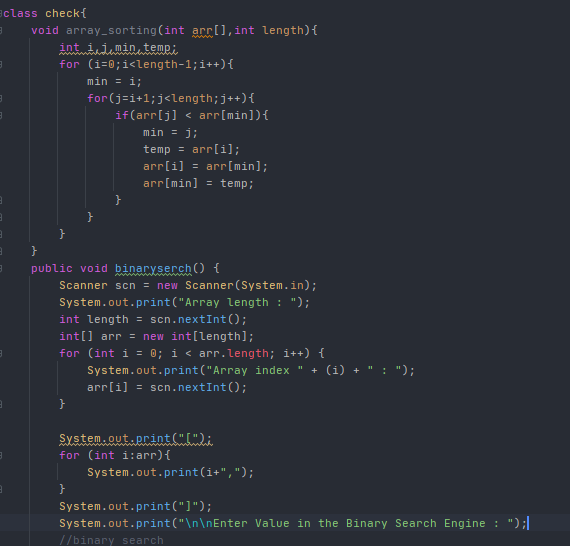 class check{
    void array_sorting(int arr[],int length){
        int i,j,min,temp;
        for (i=0;i<length-1;i++){
            min = i;
            for(j=i+1;j<length;j++){
                if(arr[j] < arr[min]){
                    min = j;
                    temp = arr[i];
                    arr[i] = arr[min];
                    arr[min] = temp;
                }
            }
        }
    }
    public void binaryserch() {
        Scanner scn = new Scanner(System.in);
        System.out.print("Array length : ");
        int length = scn.nextInt();
        int[] arr = new int[length];
        for (int i = 0; i < arr.length; i++) {
            System.out.print("Array index " + (i) + " : ");
            arr[i] = scn.nextInt();
        }

        System.out.print("[");
        for (int i:arr){
            System.out.print(i+",");
        }
        System.out.print("]");
        System.out.print("\n\nEnter Value in the Binary Search Engine : ");
        //binary search